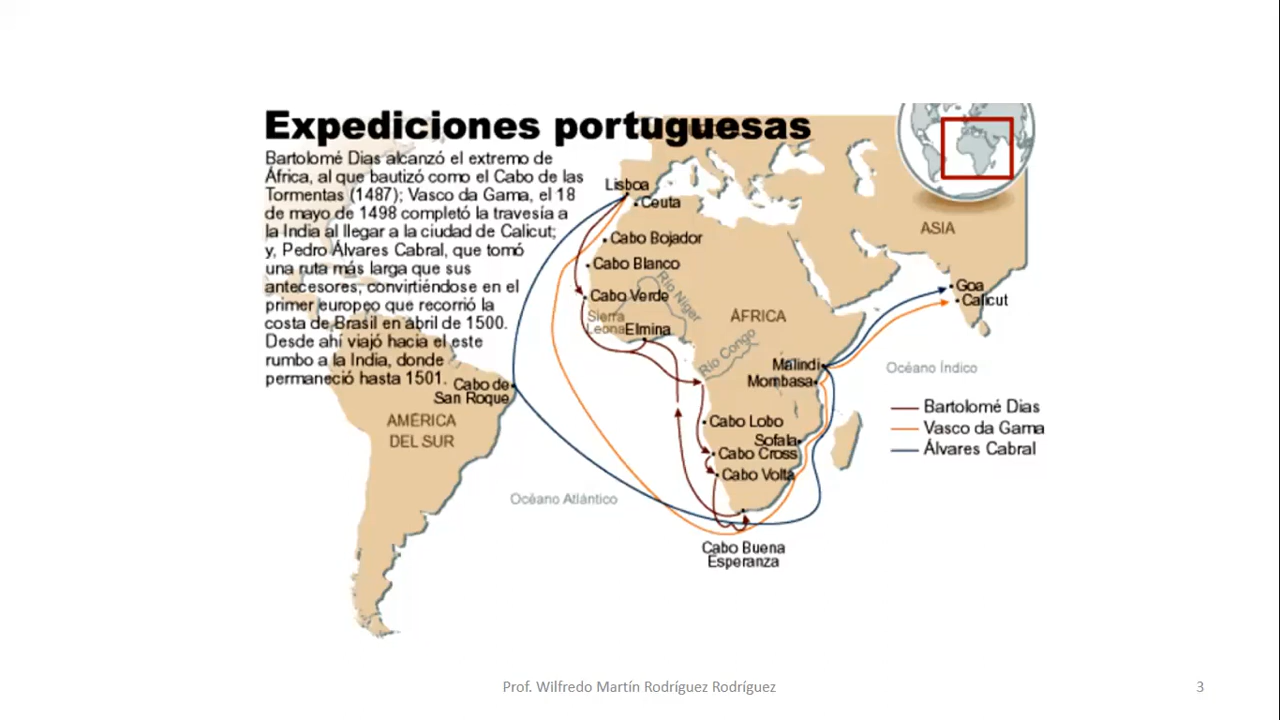 Expediciones portuguesas
Bartolomé Dias alcanzó el extremo de
África, al que bautizó como el Cabo de las
Tormentas (1487); Vasco da Gama, el 18
de mayo de 1498 completó la travesía a
la India al llegar a la ciudad de Calicut;
y, Pedro Álvares Cabral, que tomó
una ruta más larga que sus
antecesores, convirtiéndose en el
primer europeo que recorrió la
costa de Brasil en abril de 1500.
Desde ahí viajó hacia el este
rumbo a la India, donde
permaneció hasta 1501.
Lisboa
Ceuta
Cabo Bojador
Cabo Blanco
Cabo Verde
Río Níger
Sierra
Leona
Elmina
ÁFRICA
Río Congo
ASIA
Goa
Calicut
Malindi
Mombasa
Océano Índico
Cabo de
San Roque
AMÉRICA
DEL SUR
Cabo Lobo
Sofala
Cabo Cross
Cabo Volta
Océano Atlántico
Cabo Buena
Esperanza
Bartolomé Dias
Vasco da Gama
Álvares Cabral
Prof. Wilfredo Martín Rodríguez Rodríguez
3